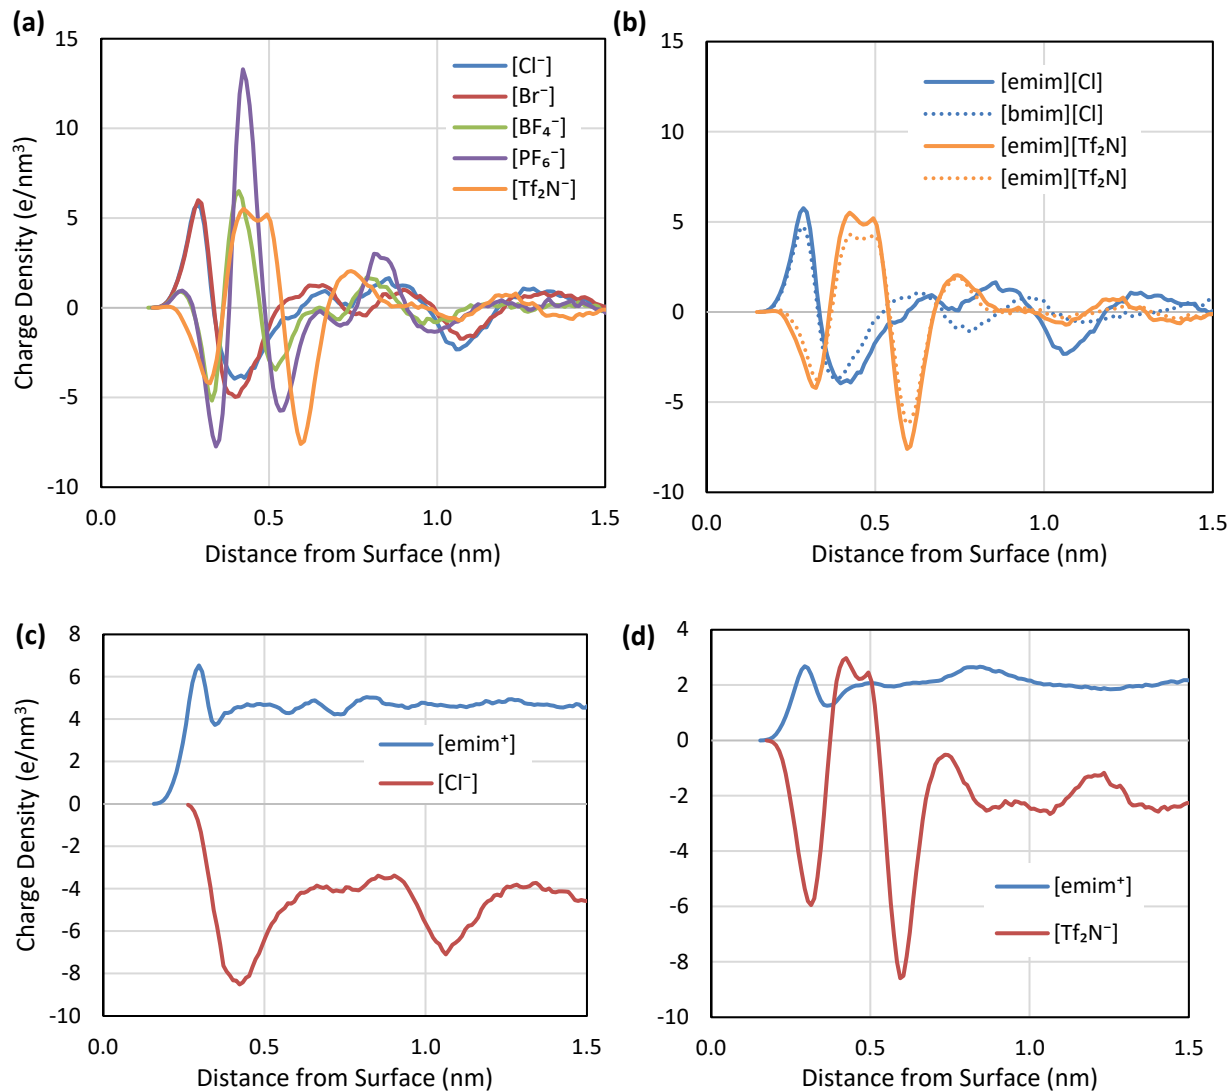 (a)
15
10
5
0
-5
-10
Charge Density (e/nm³)
[Cl⁻]
[Br⁻]
[BF₄⁻]
[PF₆⁻]
[Tf₂N⁻]
0.0 0.5 1.0 1.5
Distance from Surface (nm)
(b)
15
10
5
0
-5
-10
[emim][Cl]
[bmim][Cl]
[emim][Tf₂N]
[emim][Tf₂N]
0.0 0.5 1.0 1.5
Distance from Surface (nm)
(c)
8
6
4
2
0
-2
-4
-6
-8
-10
Charge Density (e/nm³)
[emim⁺]
[Cl⁻]
0.0 0.5 1.0 1.5
Distance from Surface (nm)
(d)
4
2
0
-2
-4
-6
-8
-10
[emim⁺]
[Tf₂N⁻]
0.0 0.5 1.0 1.5
Distance from Surface (nm)